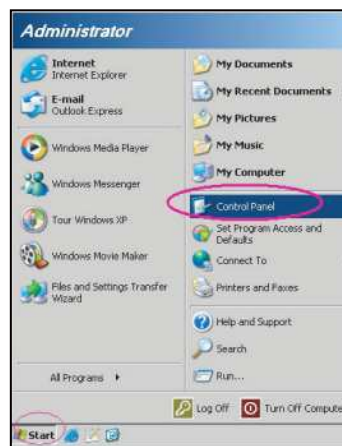 Administrator
Internet
Internet Explorer
E-mail
Outlook Express
Windows Media Player
Windows Messenger
Tour Windows XP
Windows Movie Maker
Files and Settings Transfer
Wizard
All Programs
My Documents
My Recent Documents
My Pictures
My Music
My Computer
Control Panel
Set Program Access and
Defaults
Connect To
Printers and Faxes
Help and Support
Search
Run...
Log Off
Turn Off Compute
Start